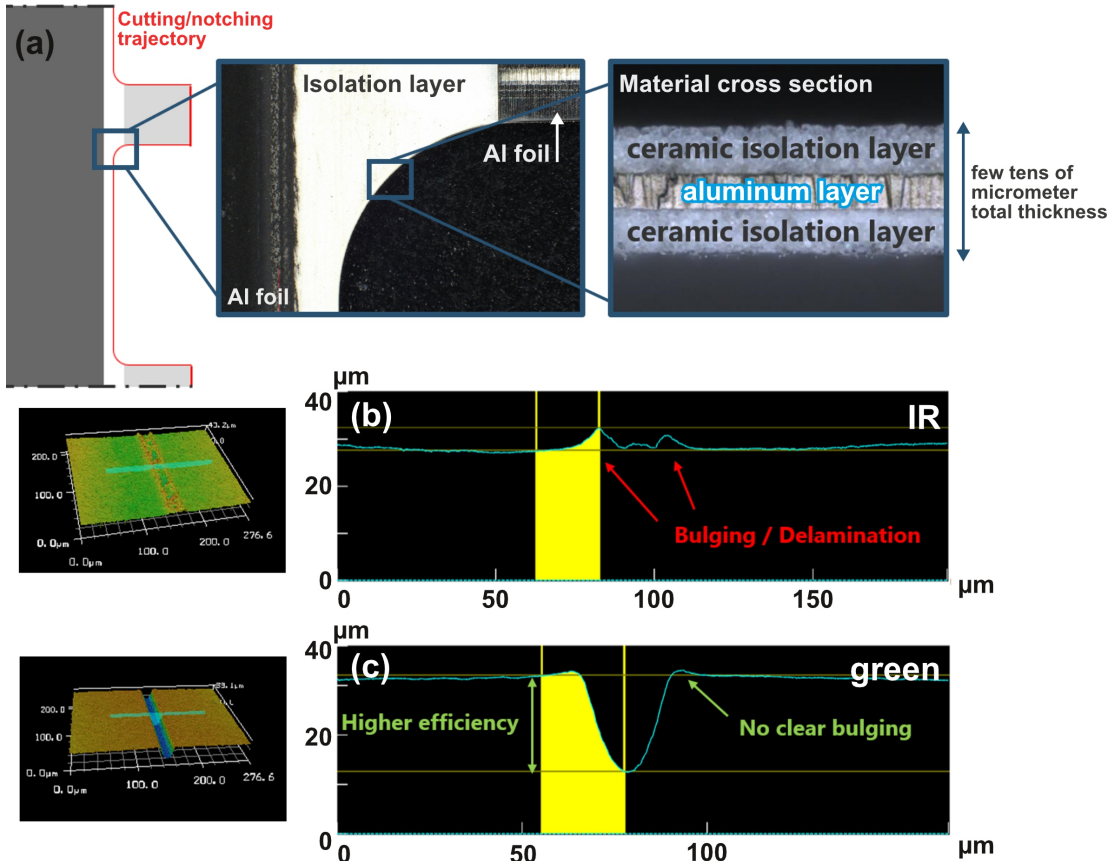 (a)
Cutting/notching
trajectory
Isolation layer
Al foil
Al foil
Material cross section
ceramic isolation layer
aluminum layer
ceramic isolation layer
few tens of
micrometer
total thickness
200.0
100.0
0.0µm
0.0µm
100.0
200.0
276.6
µm
40
20
0
(b)
IR
Bulging / Delamination
0
50
100
150
µm
200.0
100.0
0.0µm
0.0µm
100.0
200.0
276.6
µm
40
20
0
(c)
green
Higher efficiency
No clear bulging
0
50
100
µm